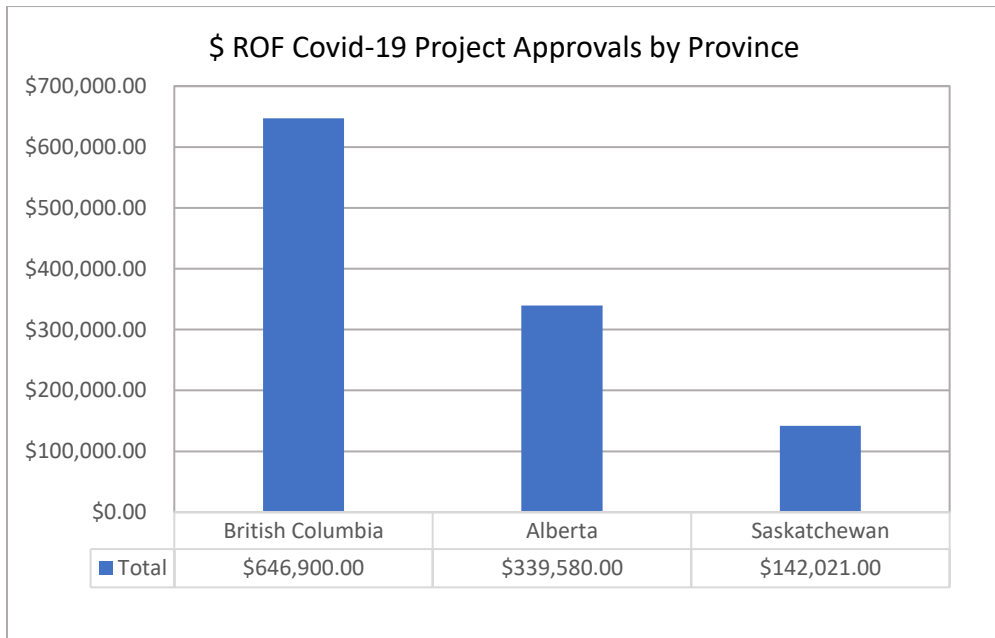 $ ROF Covid-19 Project Approvals by Province
$700,000.00
$600,000.00
$500,000.00
$400,000.00
$300,000.00
$200,000.00
$100,000.00
$0.00
British Columbia Alberta Saskatchewan
Total $646,900.00 $339,580.00 $142,021.00